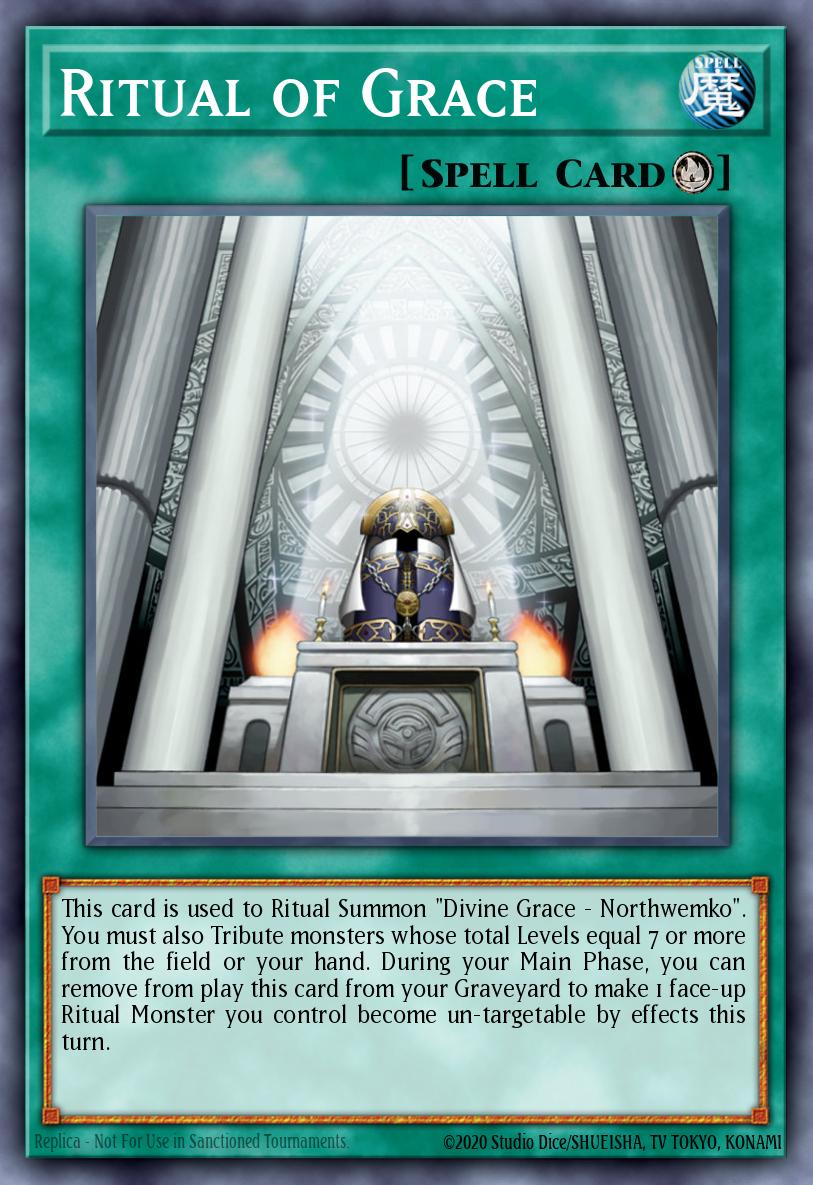 Ritual of Grace
SPELL
魔
[Spell Card]
This card is used to Ritual Summon "Divine Grace - Northwemko".
You must also Tribute monsters whose total Levels equal 7 or more
from the field or your hand. During your Main Phase, you can
remove from play this card from your Graveyard to make 1 face-up
Ritual Monster you control become un-targetable by effects this
turn.
Replica - Not For Use in Sanctioned Tournaments.
©2020 Studio Dice/SHUEISHA, TV TOKYO, KONAMI